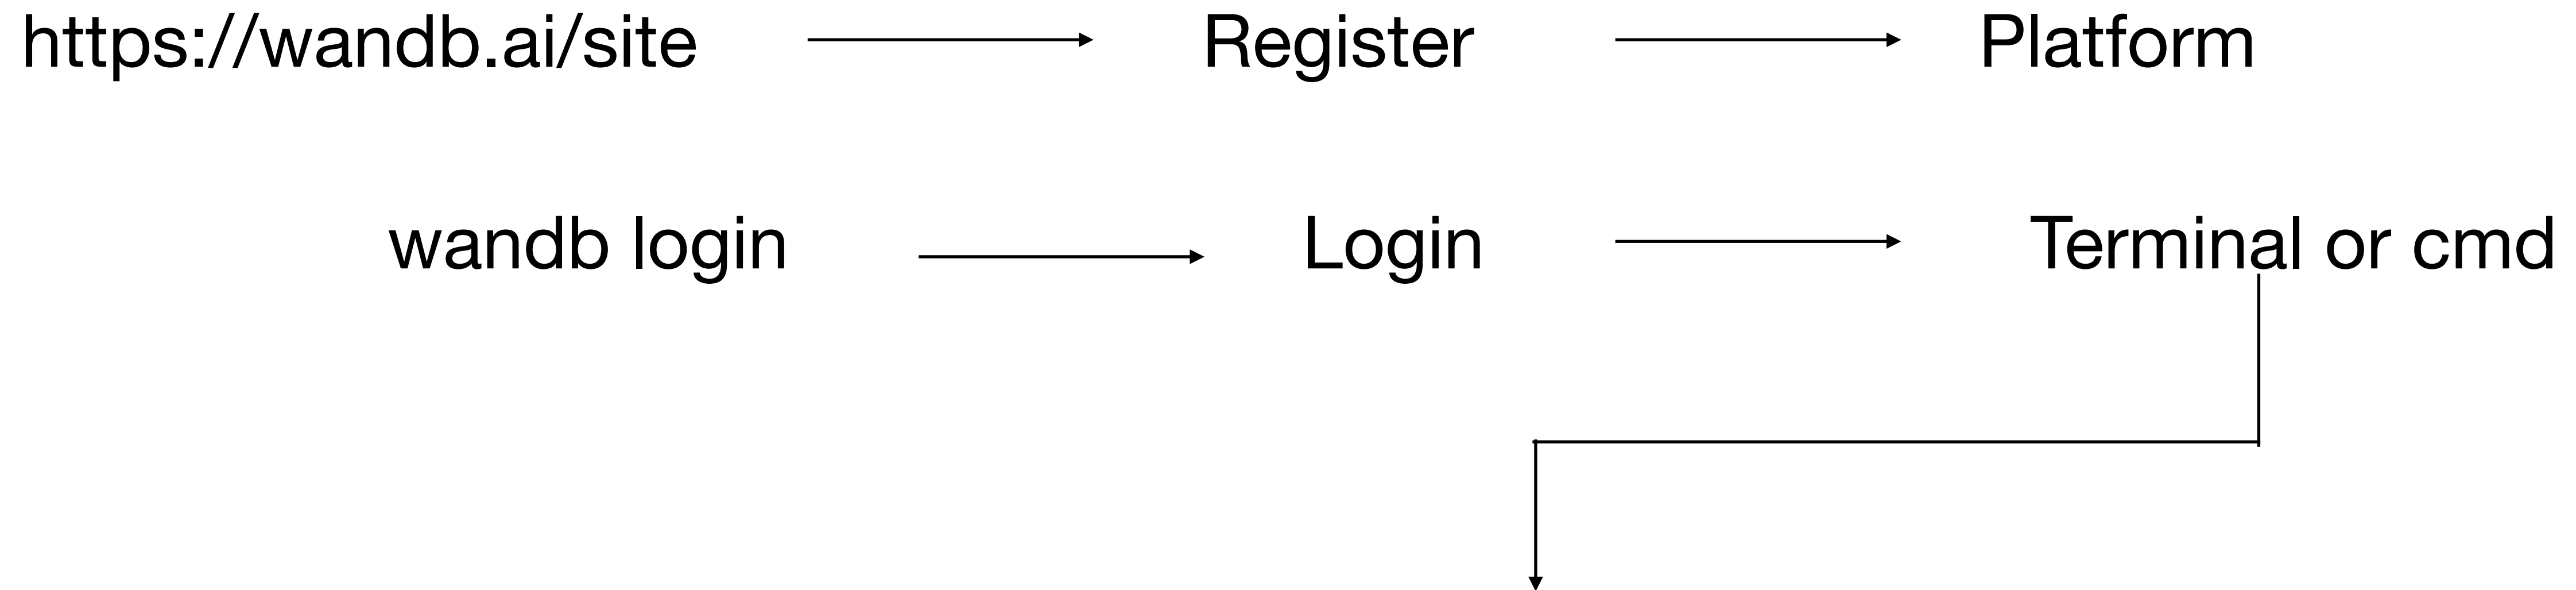 https://wandb.ai/site Register Platform
wandb login Login Terminal or cmd